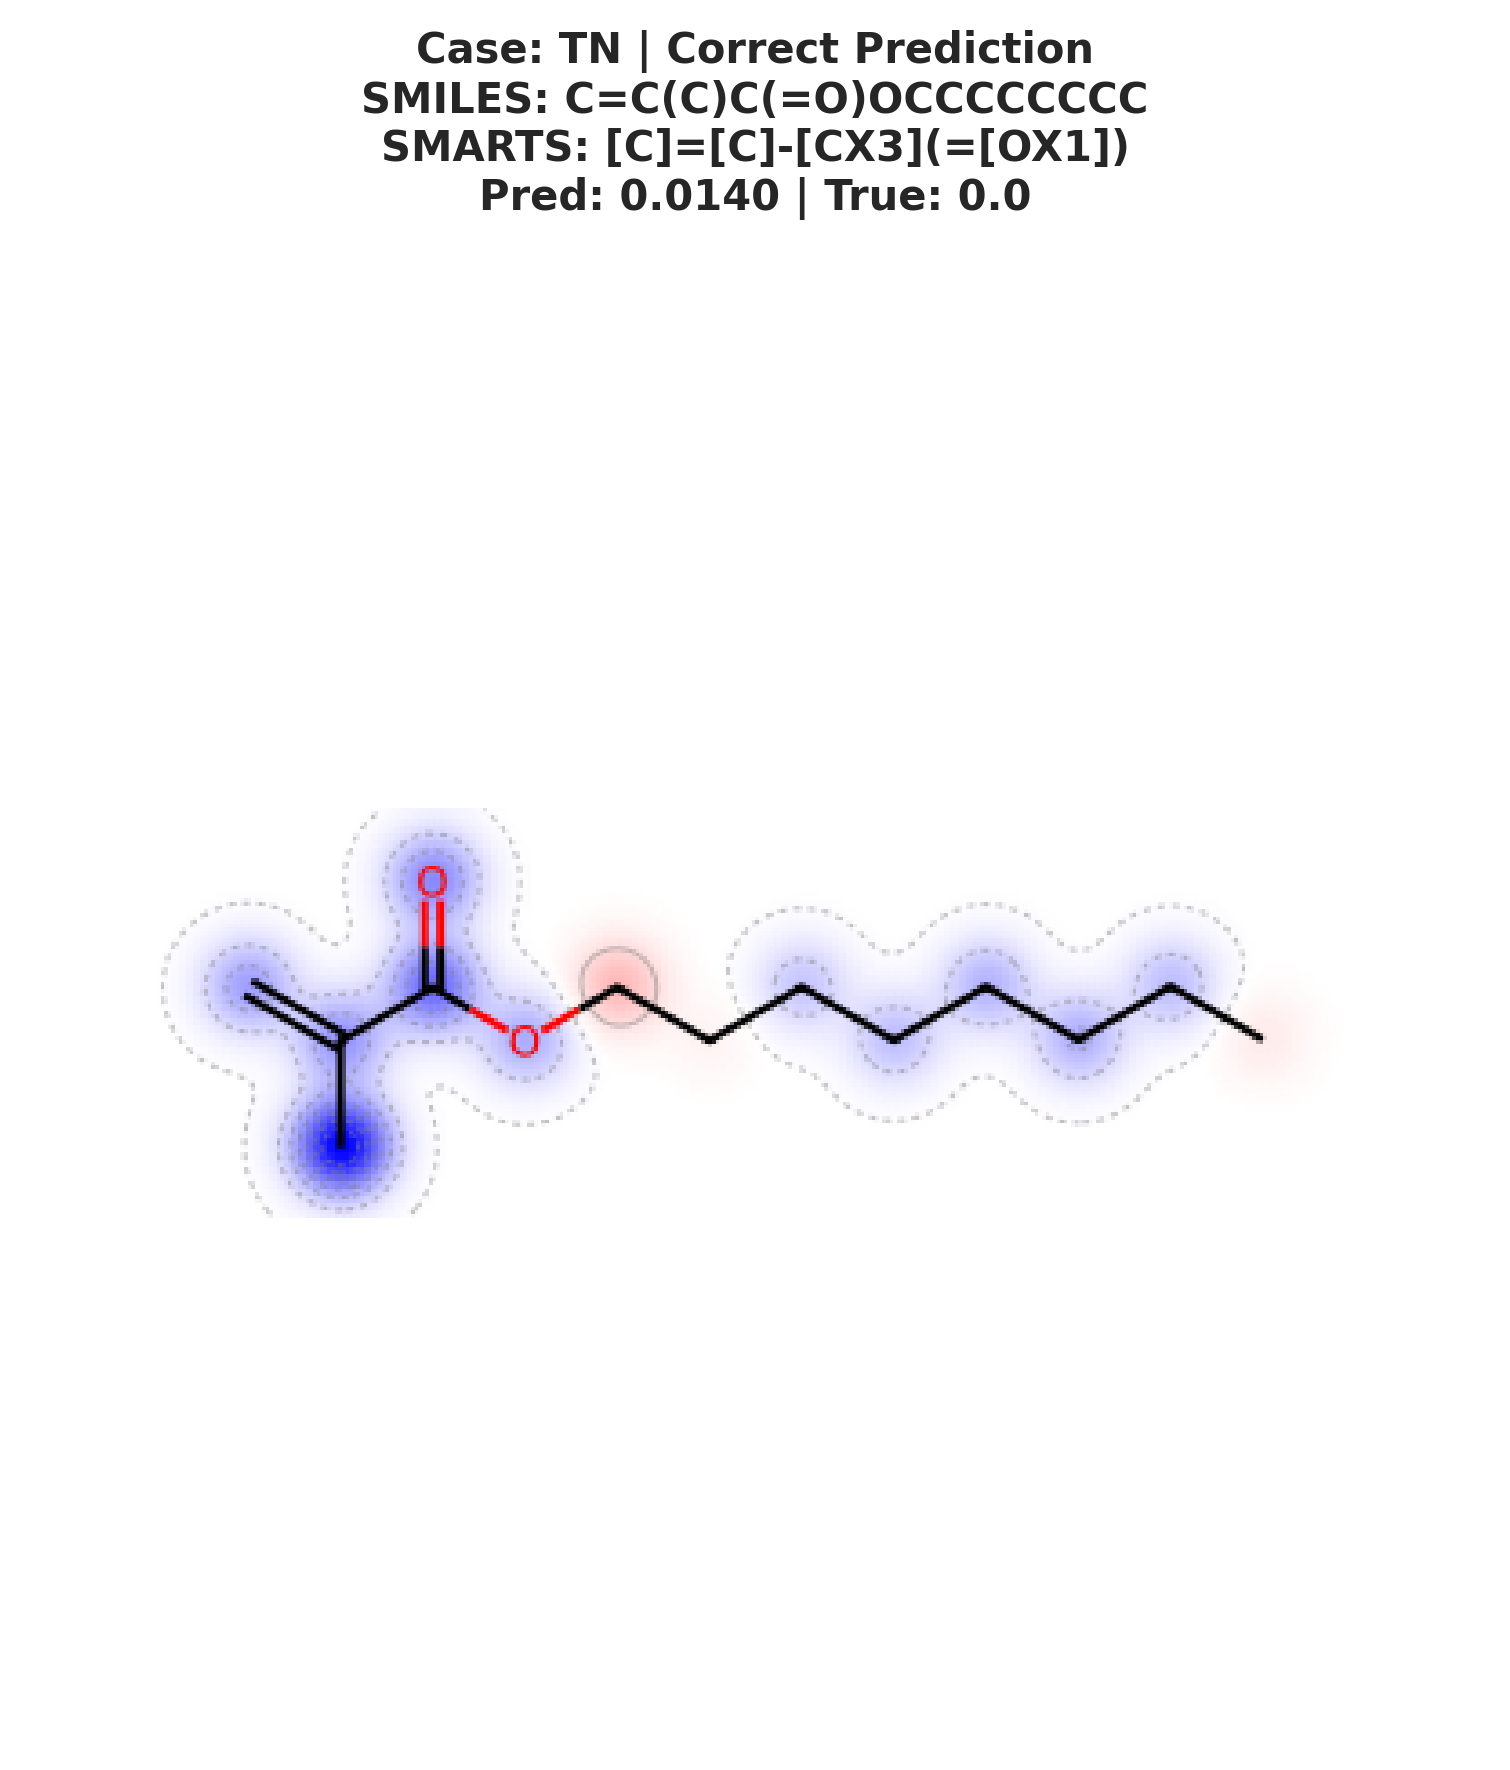 Case: TN | Correct Prediction
SMILES: C=C(C)C(=O)OCCCCCCCC
SMARTS: [C]=[C]-[CX3](=[OX1])
Pred: 0.0140 | True: 0.0
O
O